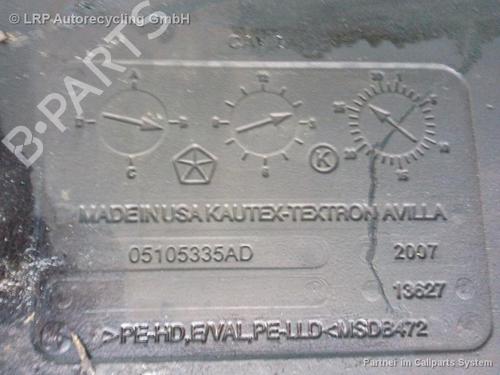 © LRP Autorecycling GmbH
B-PARTS
MADE IN USA KAUTEX-TEXTRON AVILLA
05105335AD 2007
13627
>PE-HD,E/VAL,PE-LLD<MSDB472
Partner im Callparts System